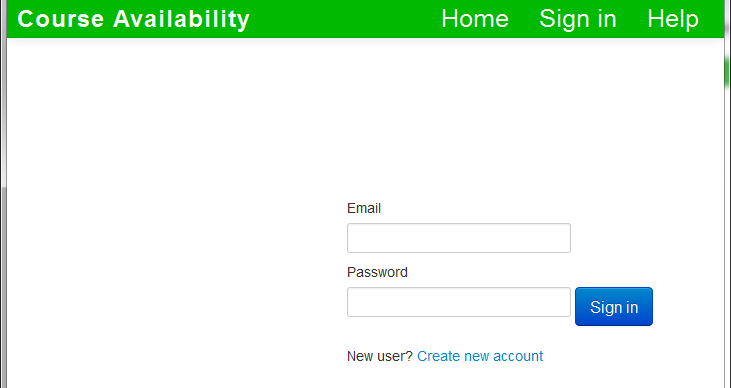 Course Availability Home Sign in Help
Email
Password
Sign in
New user? Create new account